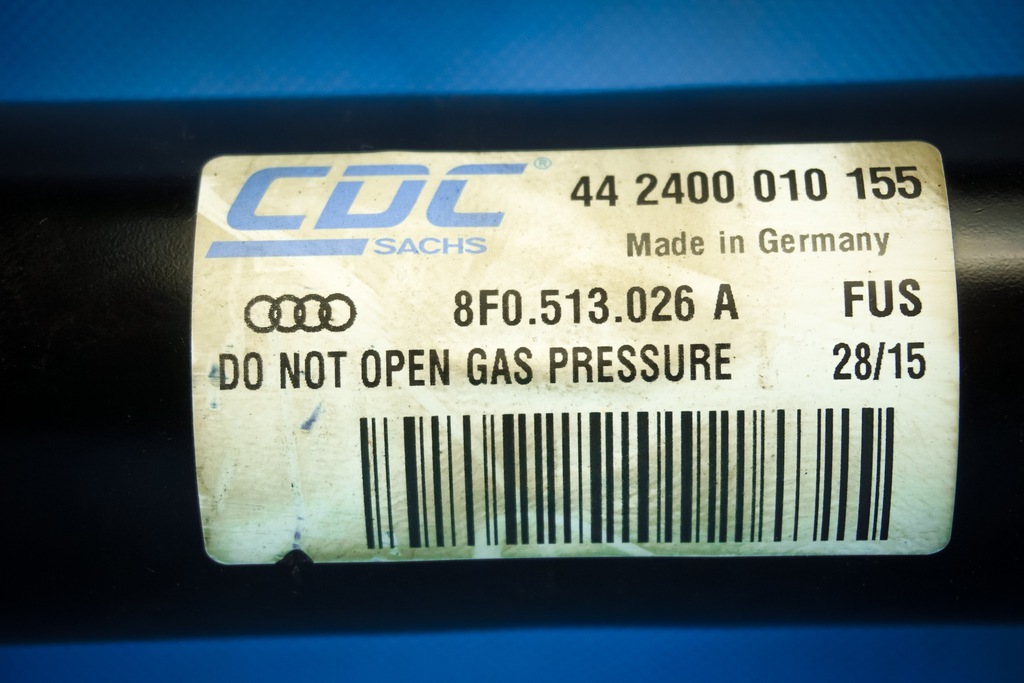 CDC® 44 2400 010 155
SACHS Made in Germany
8F0.513.026 A FUS
DO NOT OPEN GAS PRESSURE 28/15